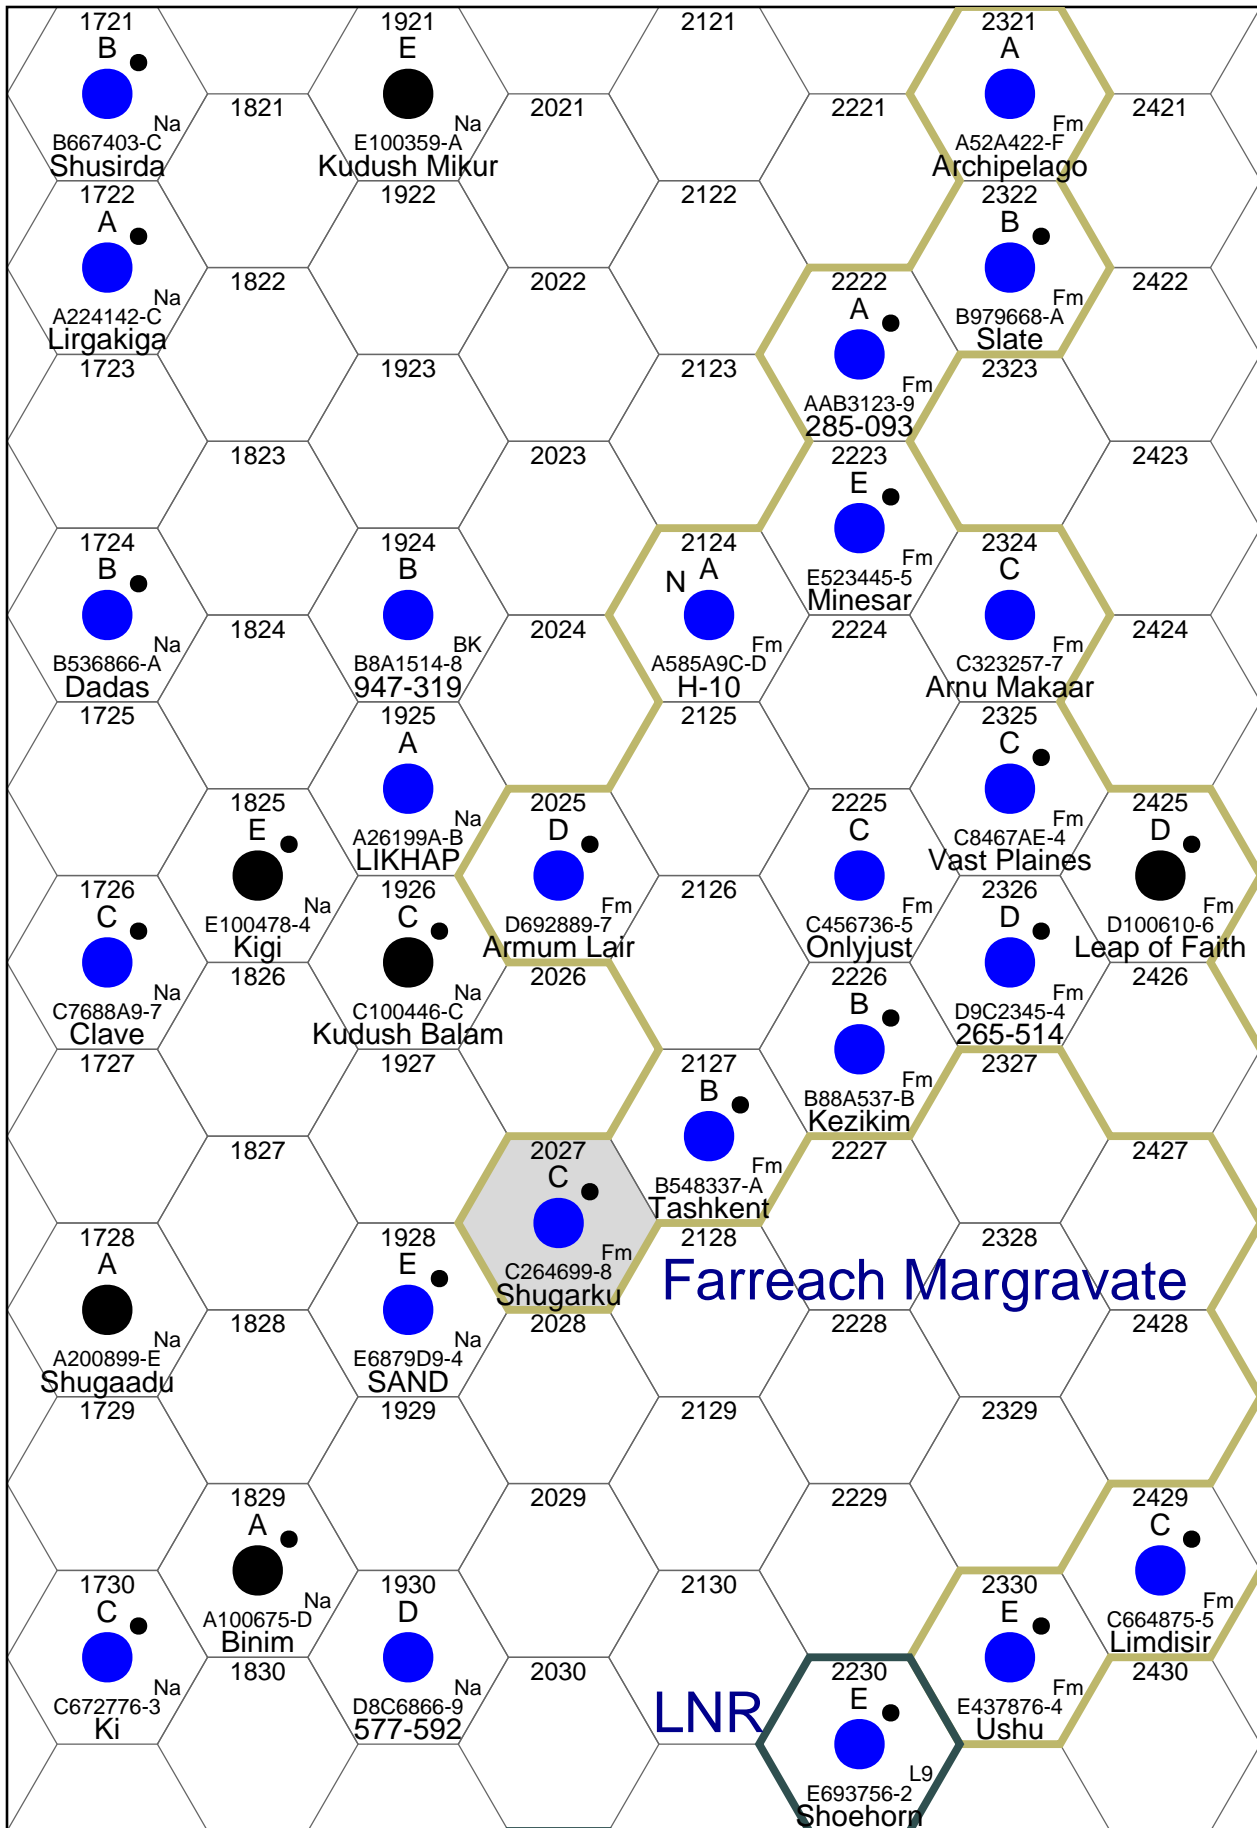 1721
B
Na
B667403-C
Shusirda
1821
1921
E
Na
E100359-A
Kudush Mikur
2021
2121
2221
2321
A
Fm
A52A422-F
Archipelago
2421
1722
A
Na
A224142-C
Lirgakiga
1822
1922
2022
2122
2222
A
Fm
AAB3123-9
285-093
2322
B
Fm
B979668-A
Slate
2422
1723
1823
1923
2023
2123
2223
E
Fm
E523445-5
Minesar
2323
2423
1724
B
Na
B536866-A
Dadas
1824
1924
B
BK
B8A1514-8
947-319
2024
2124
N
A
Fm
A585A9C-D
H-10
2224
2324
C
Fm
C323257-7
Arnu Makaar
2424
1725
1825
E
Na
E100478-4
Kigi
1925
A
Na
A26199A-B
LIKHAP
2025
D
Fm
D692889-7
Armum Lair
2125
2225
C
Fm
C456736-5
Onlyjust
2325
C
Fm
C8467AE-4
Vast Plaines
2425
D
Fm
D100610-6
Leap of Faith
1726
C
Na
C7688A9-7
Clave
1826
1926
C
Na
C100446-C
Kudush Balam
2026
2126
2226
B
Fm
B88A537-B
Kezikim
2326
D
Fm
D9C2345-4
265-514
2426
1727
1827
1927
2027
C
Fm
C264699-8
Shugarku
2127
B
Fm
B548337-A
Tashkent
2227
2327
2427
1728
A
Na
A200899-E
Shugaadu
1828
1928
E
Na
E6879D9-4
SAND
2028
2128
2228
2328
2428
Farreach Margravate
1729
1829
A
Na
A100675-D
Binim
1929
2029
2129
2229
2329
2429
C
Fm
C664875-5
Limdisir
1730
C
Na
C672776-3
Ki
1830
1930
D
Na
D8C6866-9
577-592
2030
2130
LNR
2230
E
L9
E693756-2
Shoehorn
2330
E
Fm
E437876-4
Ushu
2430